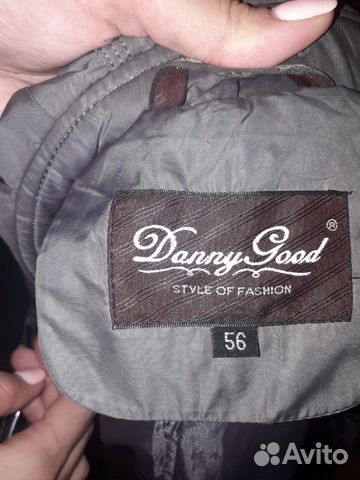 Danny Good ®
STYLE OF FASHION
56
Avito